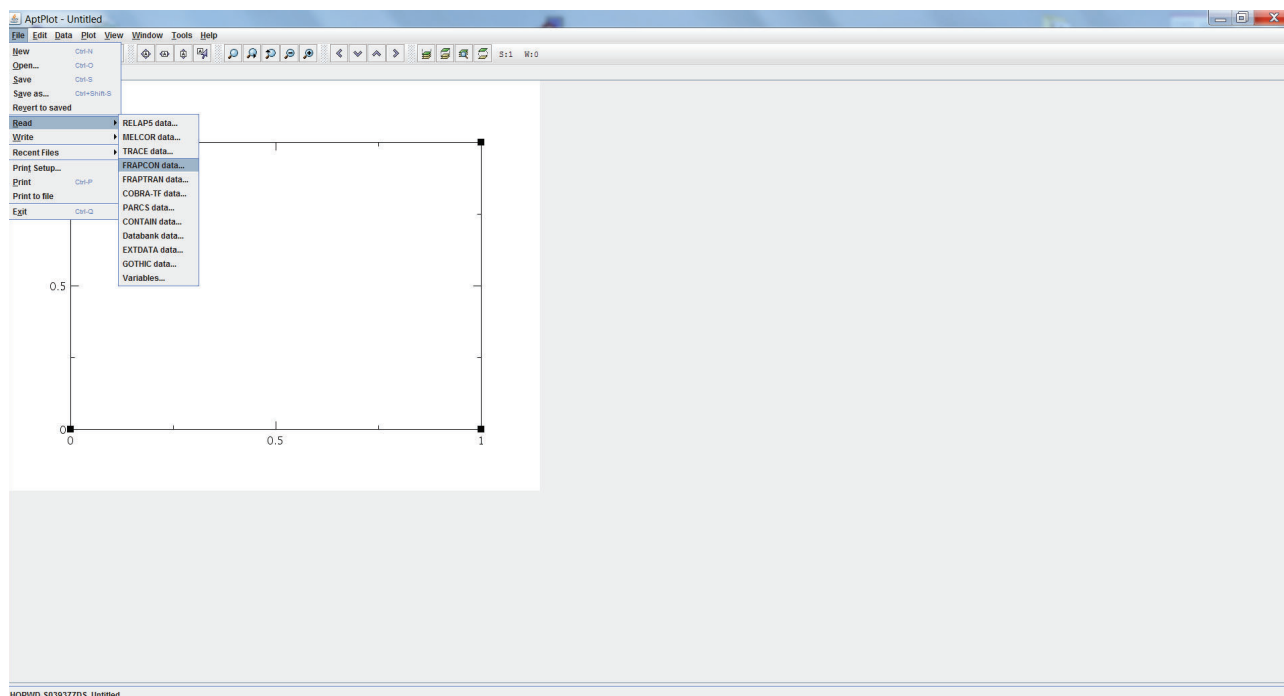 AptPlot - Untitled
File Edit Data Plot View Window Tools Help
S:1 W:0
New Ctrl-N
Open... Ctrl-O
Save Ctrl-S
Save as... Ctrl+Shift-S
Revert to saved
Read
Write
Recent Files
Print Setup...
Print Ctrl-P
Print to file
Exit Ctrl-Q
RELAP5 data...
MELCOR data...
TRACE data...
FRAPCON data...
FRAPTRAN data...
COBRA-TF data...
PARCS data...
CONTAIN data...
Databank data...
EXTDATA data...
GOTHIC data...
Variables...
0.5
0
0 0.5 1
Untitled